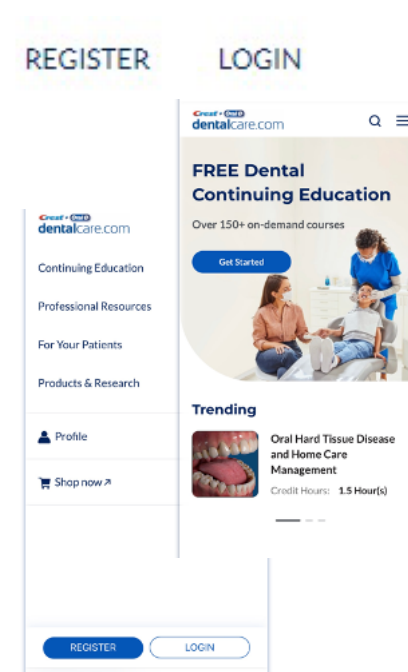 REGISTER LOGIN
Crest + Oral-B
dentalcare.com
FREE Dental
Continuing Education
Over 150+ on-demand courses
Get Started
Trending
Oral Hard Tissue Disease
and Home Care
Management
Credit Hours: 1.5 Hour(s)
Crest + Oral-B
dentalcare.com
Continuing Education
Professional Resources
For Your Patients
Products & Research
Profile
Shop now
REGISTER LOGIN